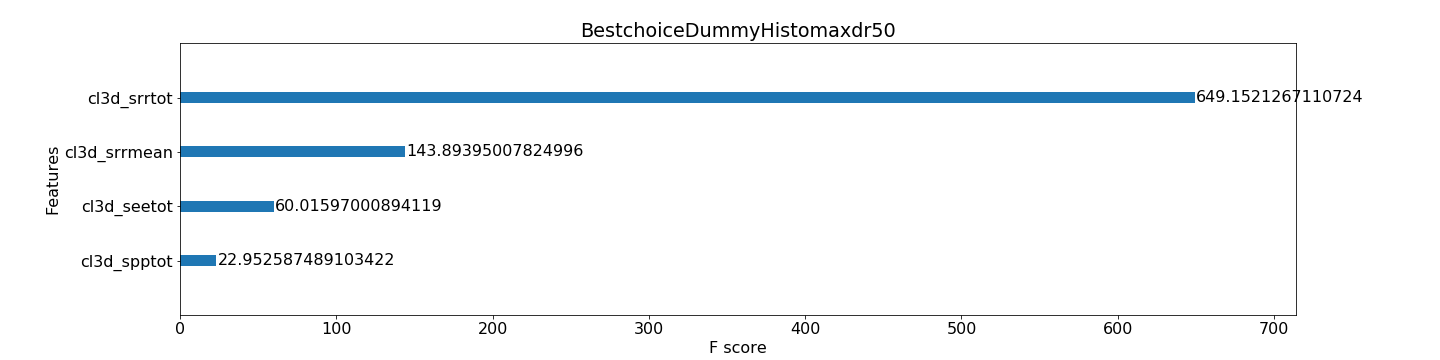 BestchoiceDummyHistomaxdr50
cl3d_srrtot
649.1521267110724
cl3d_srrmean
143.89395007824996
cl3d_seetot
60.01597000894119
cl3d_spptot
22.952587489103422
Features
0 100 200 300 400 500 600 700
F score